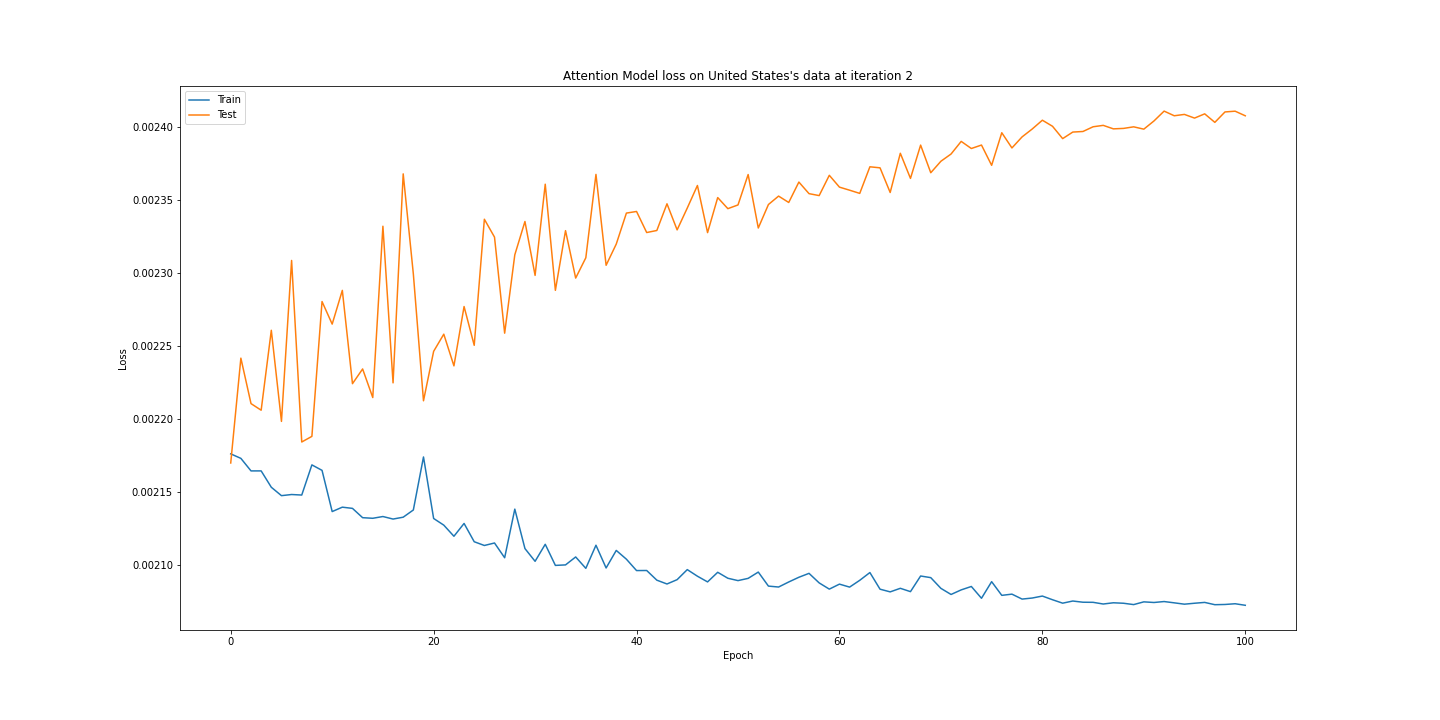 Attention Model loss on United States's data at iteration 2
Train
Test
0.00240
0.00235
0.00230
0.00225
0.00220
0.00215
0.00210
Loss
0 20 40 60 80 100
Epoch